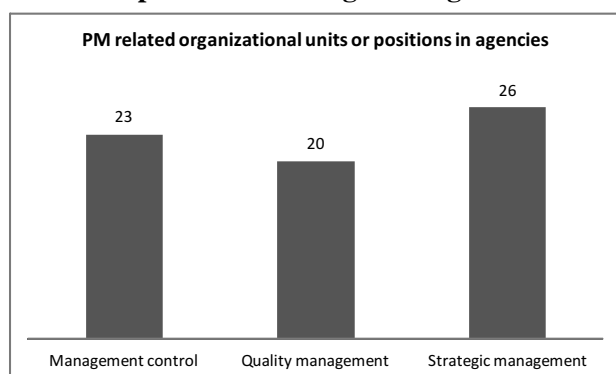 PM related organizational units or positions in agencies
23
20
26
Management control
Quality management
Strategic management